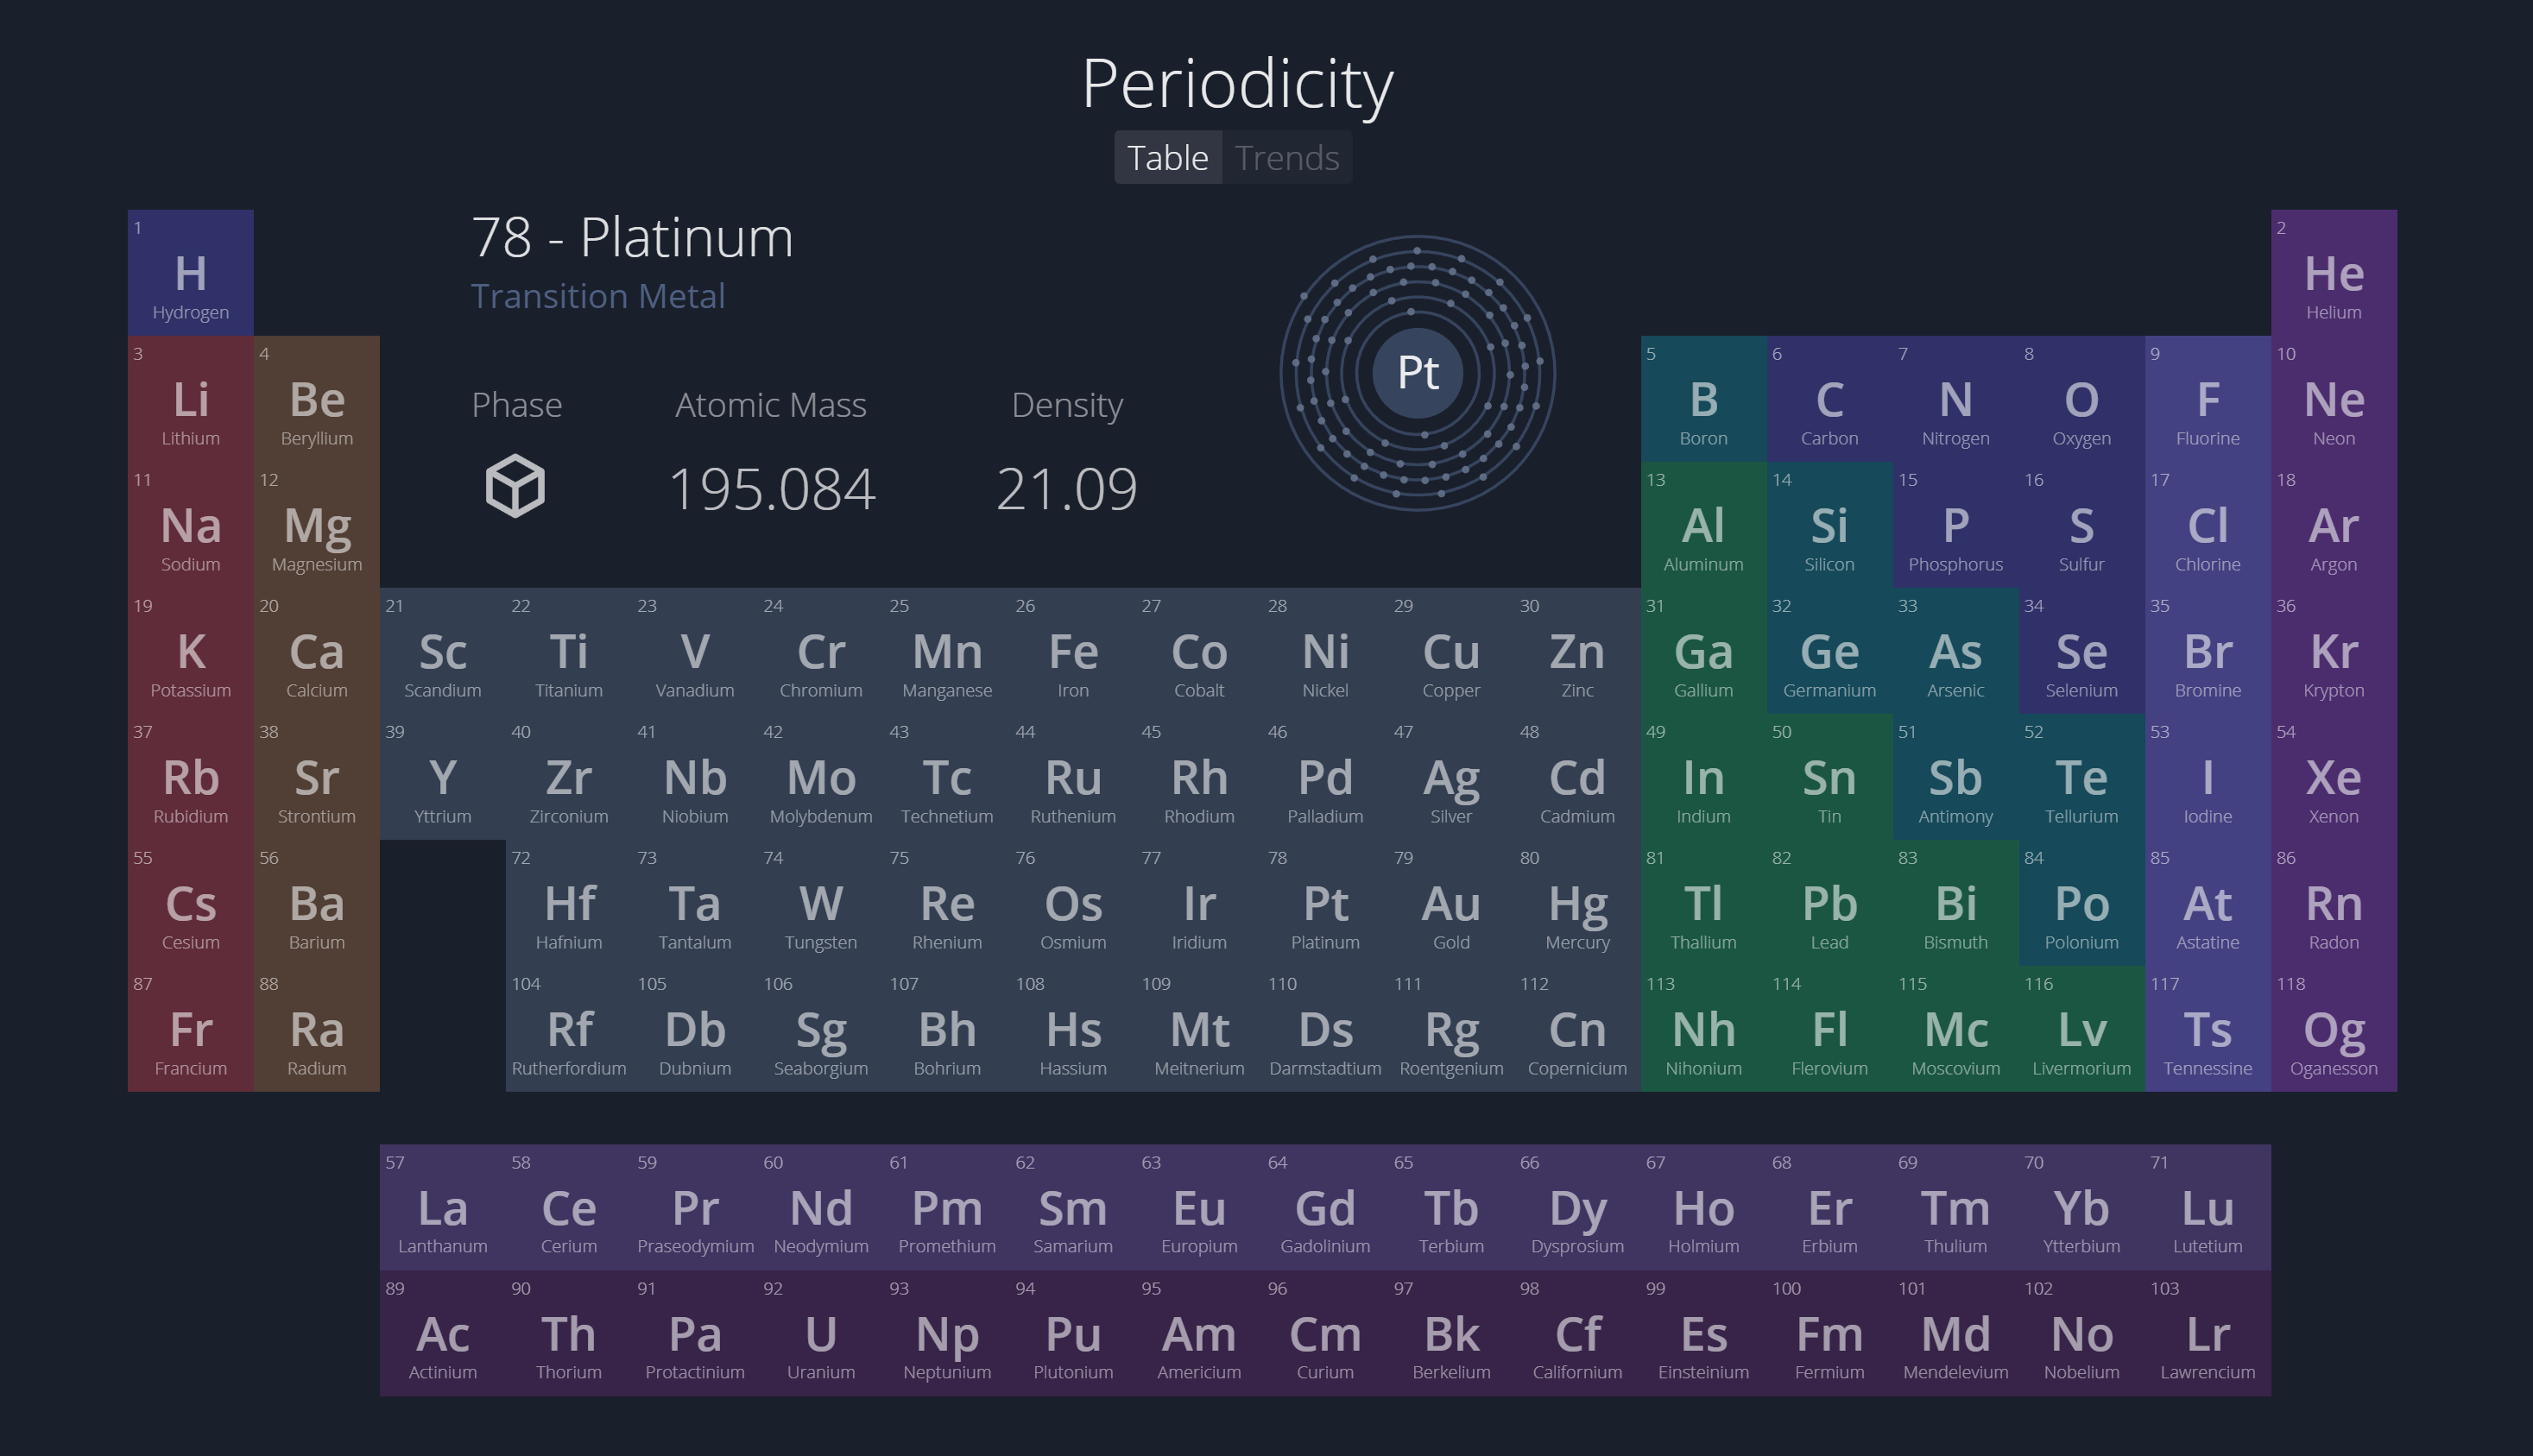 Periodicity
Table Trends
78 - Platinum
Transition Metal
Phase Atomic Mass Density
195.084 21.09
Pt
1 2
H He
Hydrogen Helium
3 4 5 6 7 8 9 10
Li Be B C N O F Ne
Lithium Beryllium Boron Carbon Nitrogen Oxygen Fluorine Neon
11 12 13 14 15 16 17 18
Na Mg Al Si P S Cl Ar
Sodium Magnesium Aluminum Silicon Phosphorus Sulfur Chlorine Argon
19 20 21 22 23 24 25 26 27 28 29 30 31 32 33 34 35 36
K Ca Sc Ti V Cr Mn Fe Co Ni Cu Zn Ga Ge As Se Br Kr
Potassium Calcium Scandium Titanium Vanadium Chromium Manganese Iron Cobalt Nickel Copper Zinc Gallium Germanium Arsenic Selenium Bromine Krypton
37 38 39 40 41 42 43 44 45 46 47 48 49 50 51 52 53 54
Rb Sr Y Zr Nb Mo Tc Ru Rh Pd Ag Cd In Sn Sb Te I Xe
Rubidium Strontium Yttrium Zirconium Niobium Molybdenum Technetium Ruthenium Rhodium Palladium Silver Cadmium Indium Tin Antimony Tellurium Iodine Xenon
55 56 72 73 74 75 76 77 78 79 80 81 82 83 84 85 86
Cs Ba Hf Ta W Re Os Ir Pt Au Hg Tl Pb Bi Po At Rn
Cesium Barium Hafnium Tantalum Tungsten Rhenium Osmium Iridium Platinum Gold Mercury Thallium Lead Bismuth Polonium Astatine Radon
87 88 104 105 106 107 108 109 110 111 112 113 114 115 116 117 118
Fr Ra Rf Db Sg Bh Hs Mt Ds Rg Cn Nh Fl Mc Lv Ts Og
Francium Radium Rutherfordium Dubnium Seaborgium Bohrium Hassium Meitnerium Darmstadtium Roentgenium Copernicium Nihonium Flerovium Moscovium Livermorium Tennessine Oganesson
57 58 59 60 61 62 63 64 65 66 67 68 69 70 71
La Ce Pr Nd Pm Sm Eu Gd Tb Dy Ho Er Tm Yb Lu
Lanthanum Cerium Praseodymium Neodymium Promethium Samarium Europium Gadolinium Terbium Dysprosium Holmium Erbium Thulium Ytterbium Lutetium
89 90 91 92 93 94 95 96 97 98 99 100 101 102 103
Ac Th Pa U Np Pu Am Cm Bk Cf Es Fm Md No Lr
Actinium Thorium Protactinium Uranium Neptunium Plutonium Americium Curium Berkelium Californium Einsteinium Fermium Mendelevium Nobelium Lawrencium